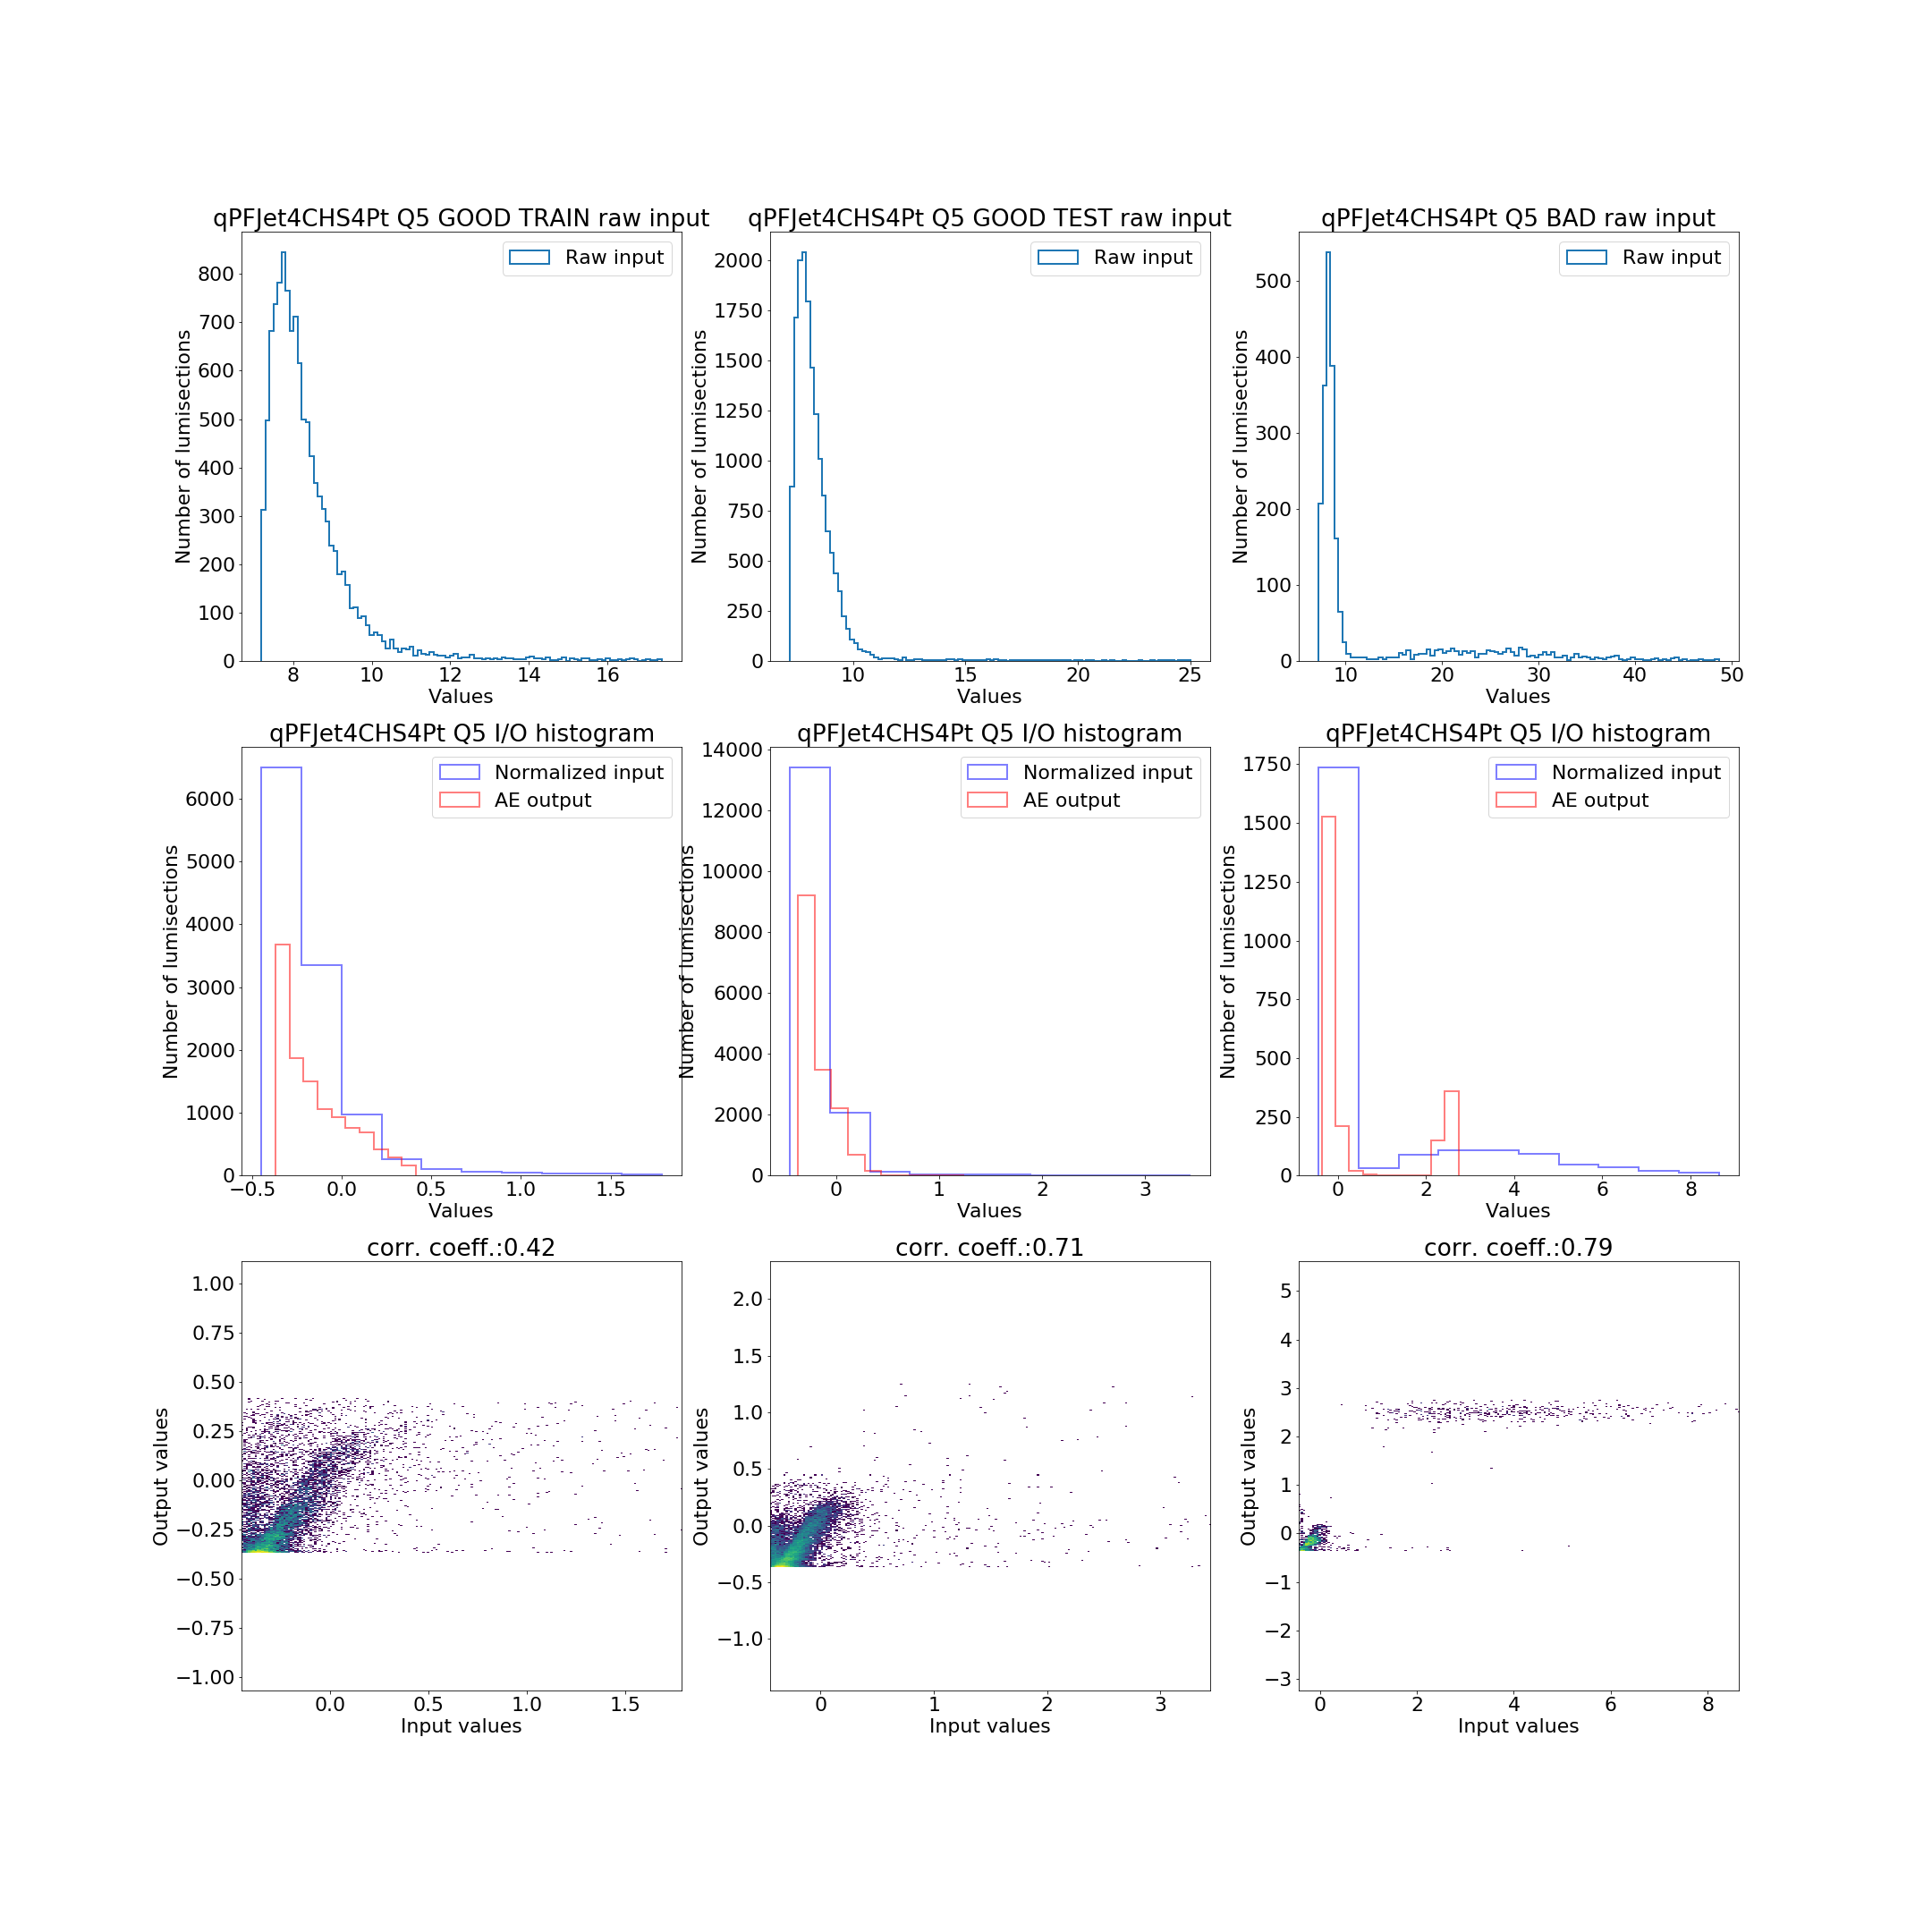 qPFJet4CHS4Pt Q5 GOOD TRAIN raw input
Raw input
Number of lumisections
800
700
600
500
400
300
200
100
0
8 10 12 14 16
Values
qPFJet4CHS4Pt Q5 GOOD TEST raw input
Raw input
Number of lumisections
2000
1750
1500
1250
1000
750
500
250
0
10 15 20 25
Values
qPFJet4CHS4Pt Q5 BAD raw input
Raw input
Number of lumisections
500
400
300
200
100
0
10 20 30 40 50
Values
qPFJet4CHS4Pt Q5 I/O histogram
Normalized input
AE output
Number of lumisections
6000
5000
4000
3000
2000
1000
0
−0.5 0.0 0.5 1.0 1.5
Values
qPFJet4CHS4Pt Q5 I/O histogram
Normalized input
AE output
Number of lumisections
14000
12000
10000
8000
6000
4000
2000
0
0 1 2 3
Values
qPFJet4CHS4Pt Q5 I/O histogram
Normalized input
AE output
Number of lumisections
1750
1500
1250
1000
750
500
250
0
0 2 4 6 8
Values
corr. coeff.:0.42
Output values
1.00
0.75
0.50
0.25
0.00
−0.25
−0.50
−0.75
−1.00
0.0 0.5 1.0 1.5
Input values
corr. coeff.:0.71
Output values
2.0
1.5
1.0
0.5
0.0
−0.5
−1.0
0 1 2 3
Input values
corr. coeff.:0.79
Output values
5
4
3
2
1
0
−1
−2
−3
0 2 4 6 8
Input values